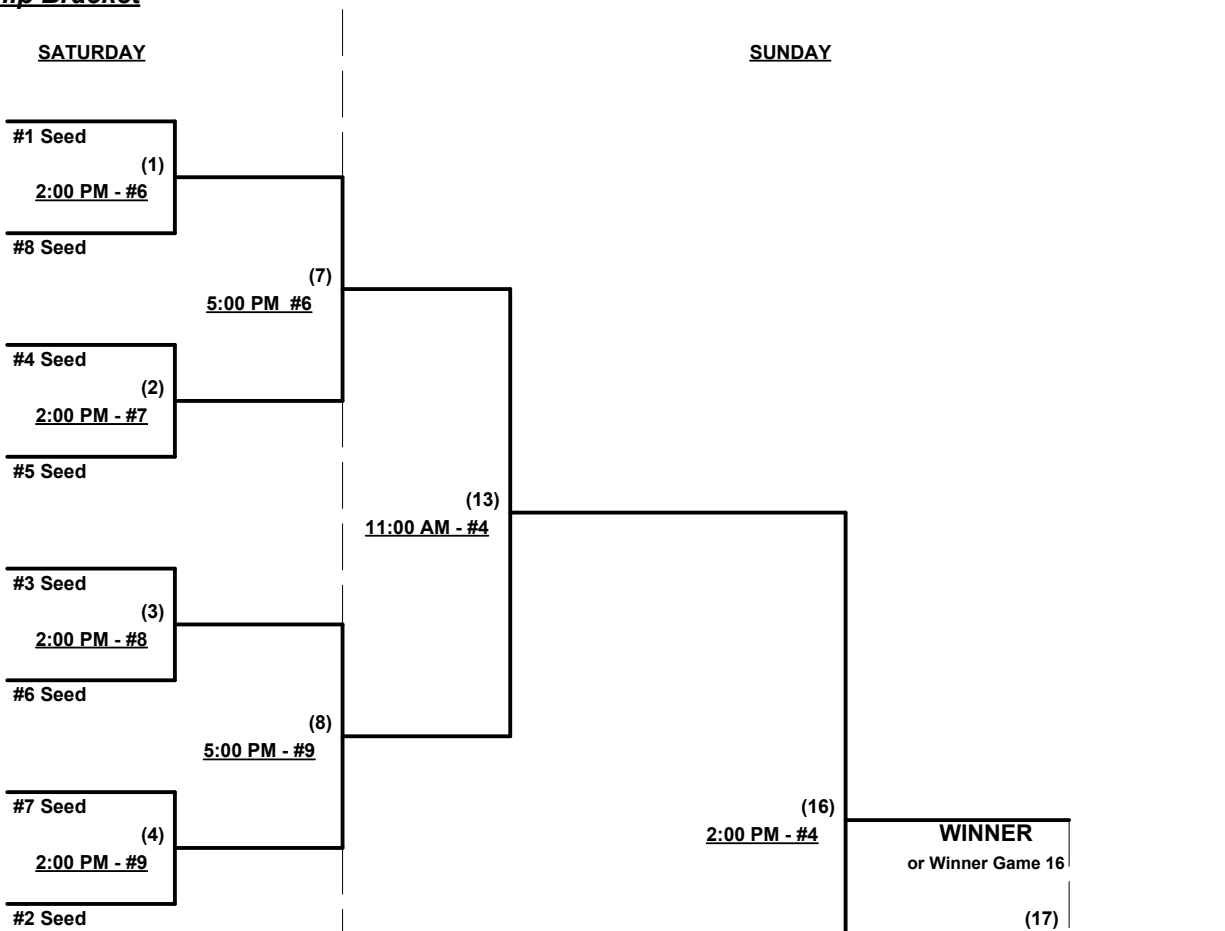 Bracket
SATURDAY
SUNDAY
#1 Seed
(1)
2:00 PM - #6
#8 Seed
(7)
5:00 PM #6
#4 Seed
(2)
2:00 PM - #7
#5 Seed
(13)
11:00 AM - #4
#3 Seed
(3)
2:00 PM - #8
#6 Seed
(8)
5:00 PM - #9
#7 Seed
(4)
2:00 PM - #9
#2 Seed
(16)
2:00 PM - #4
WINNER
or Winner Game 16
(17)